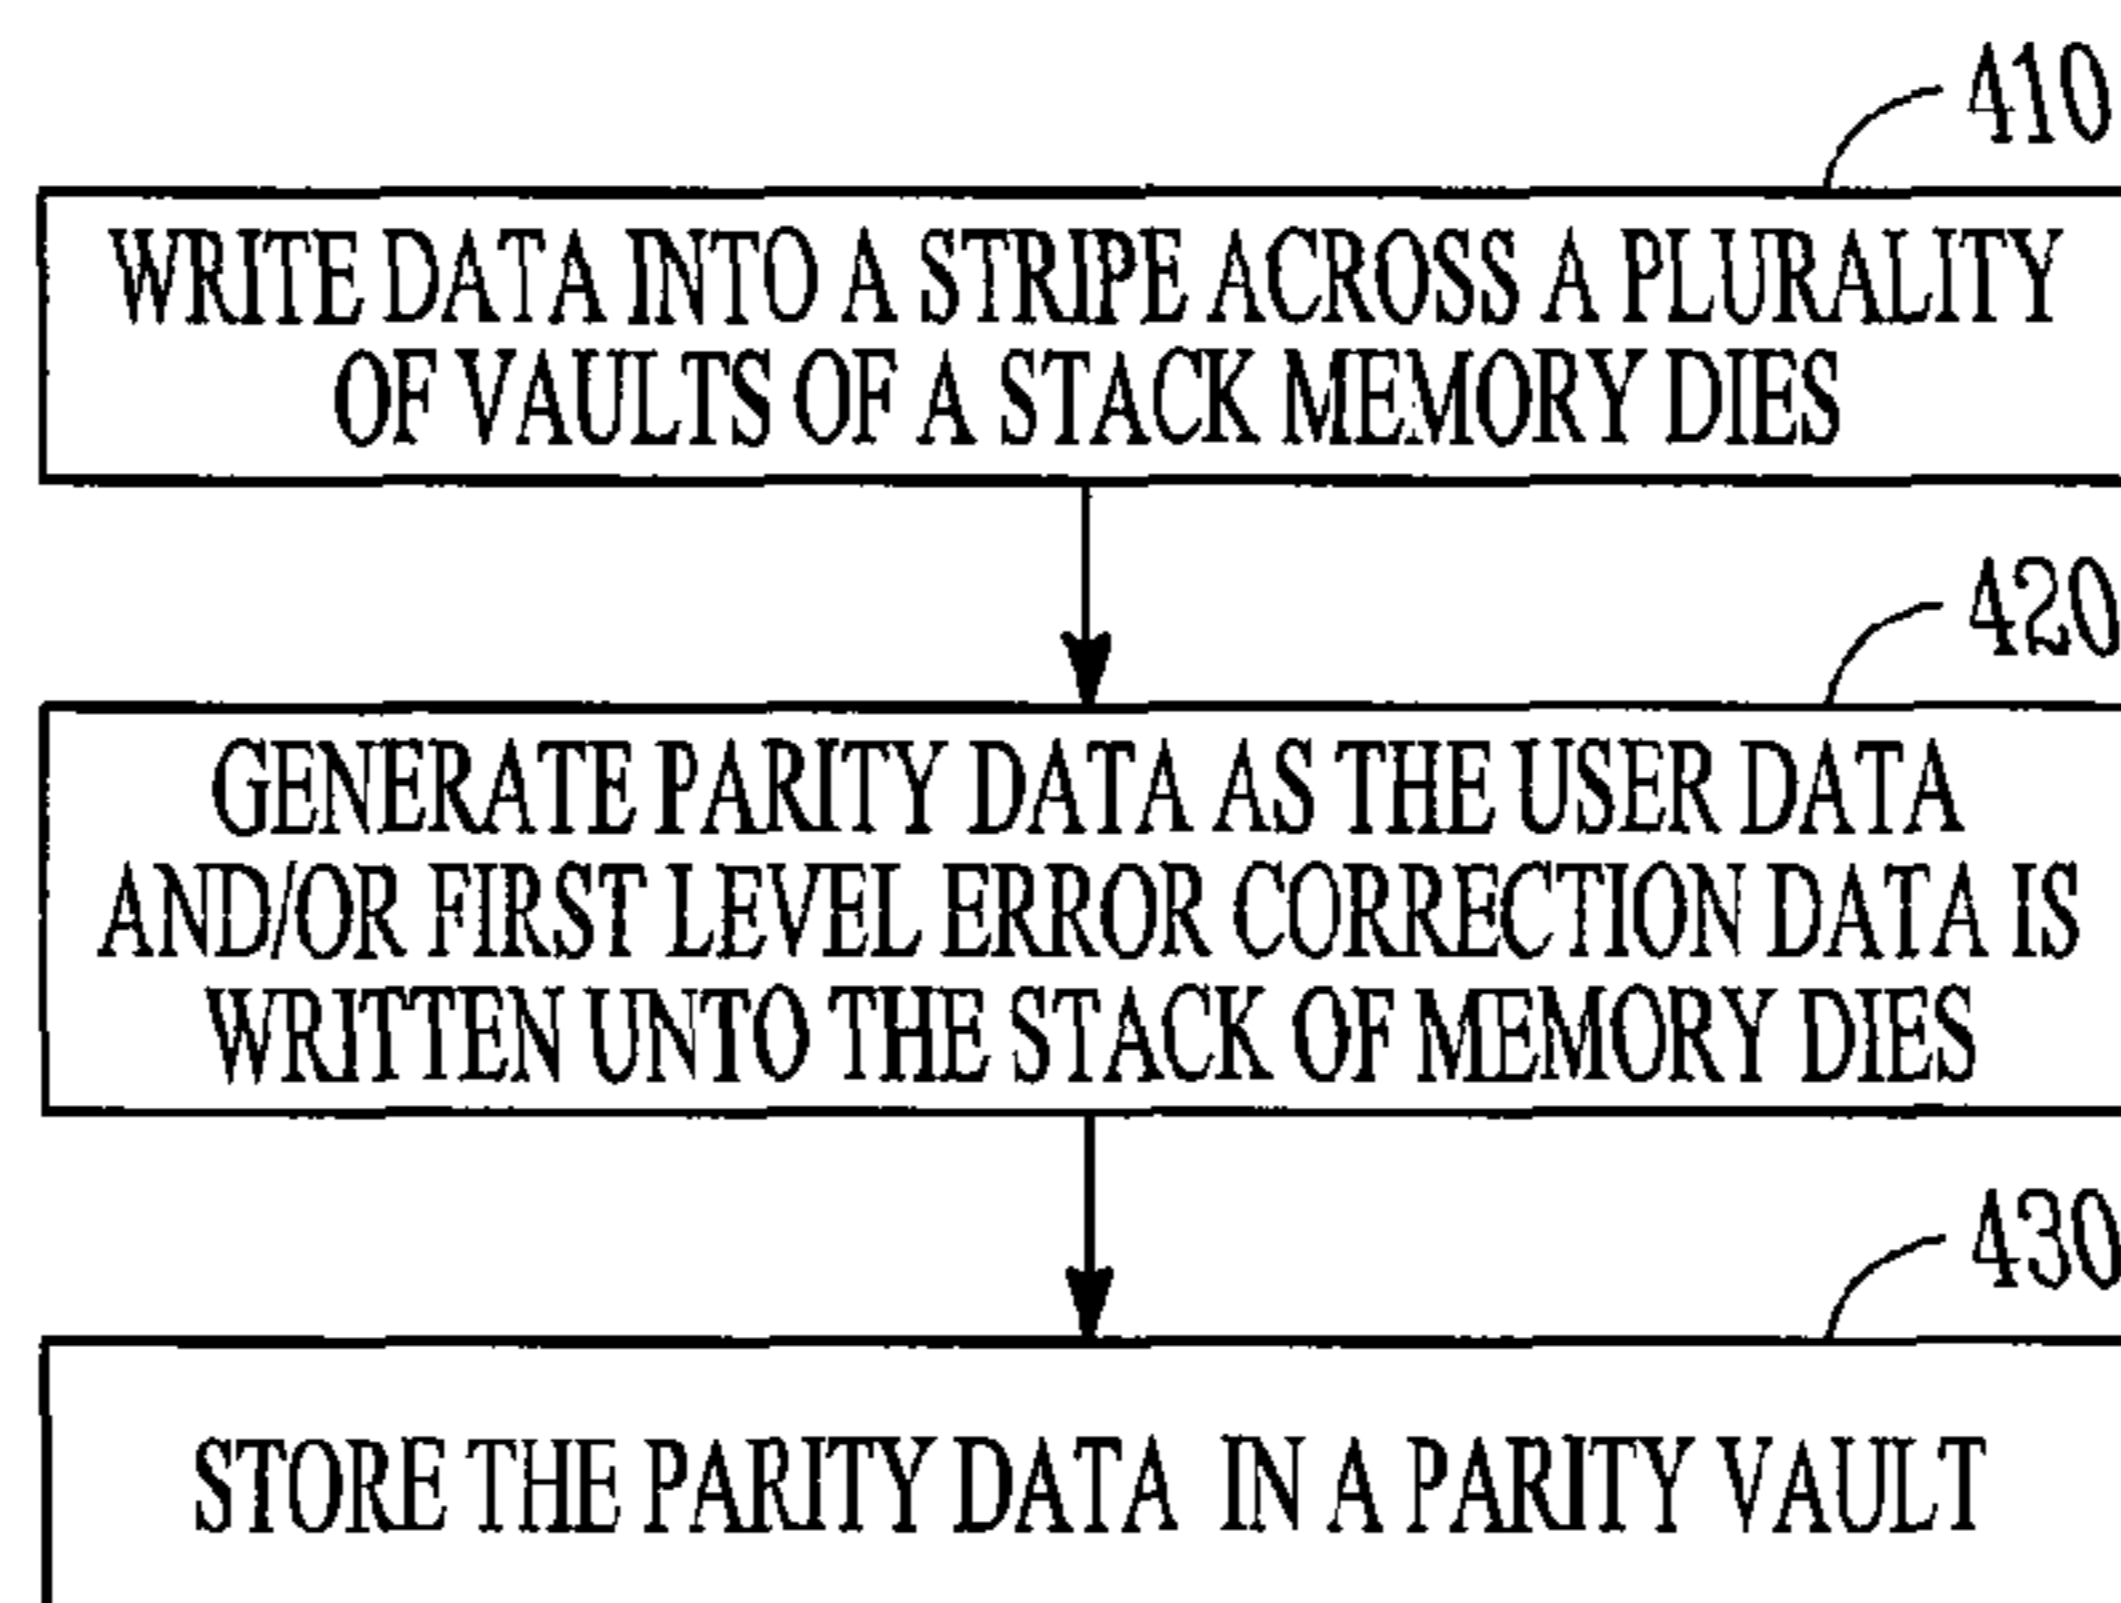 410
WRITE DATA INTO A STRIPE ACROSS A PLURALITY
OF VAULTS OF A STACK MEMORY DIES
420
GENERATE PARITY DATA AS THE USER DATA
AND/OR FIRST LEVEL ERROR CORRECTION DATA IS
WRITTEN UNTO THE STACK OF MEMORY DIES
430
STORE THE PARITY DATA IN A PARITY VAULT